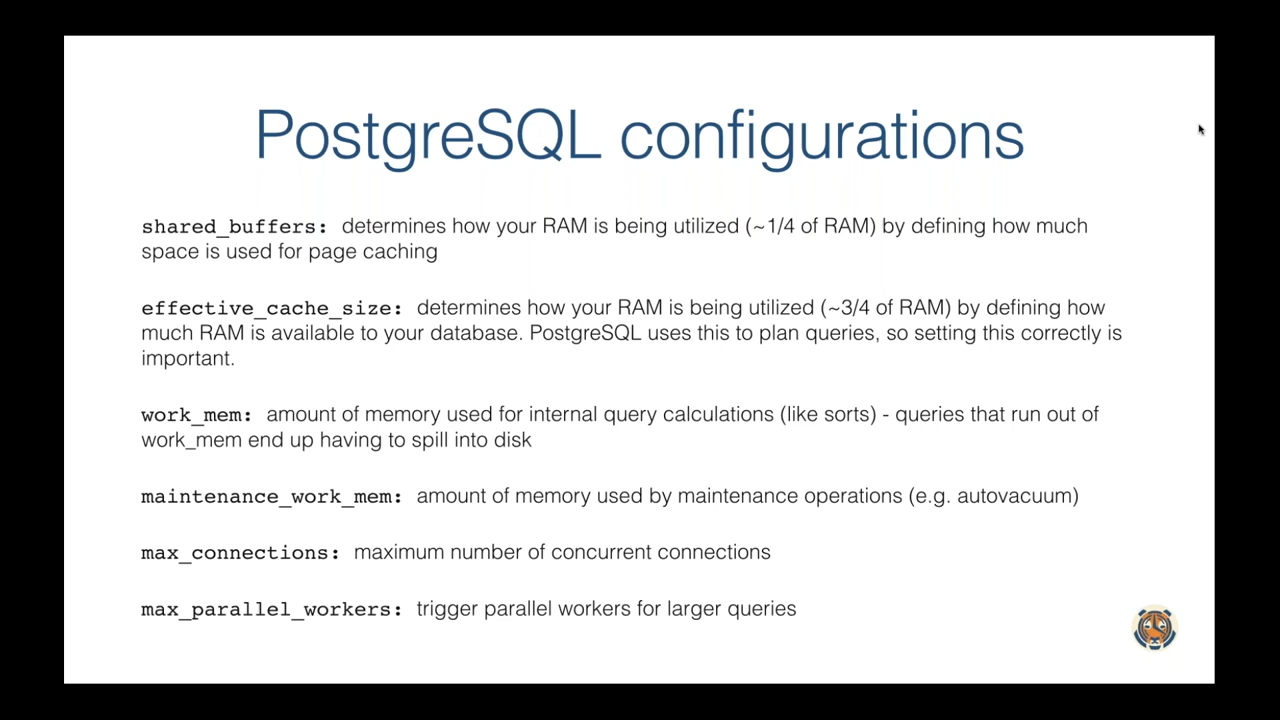 PostgreSQL configurations
shared_buffers: determines how your RAM is being utilized (~1/4 of RAM) by defining how much
space is used for page caching
effective_cache_size: determines how your RAM is being utilized (~3/4 of RAM) by defining how
much RAM is available to your database. PostgreSQL uses this to plan queries, so setting this correctly is
important.
work_mem: amount of memory used for internal query calculations (like sorts) - queries that run out of
work_mem end up having to spill into disk
maintenance_work_mem: amount of memory used by maintenance operations (e.g. autovacuum)
max_connections: maximum number of concurrent connections
max_parallel_workers: trigger parallel workers for larger queries